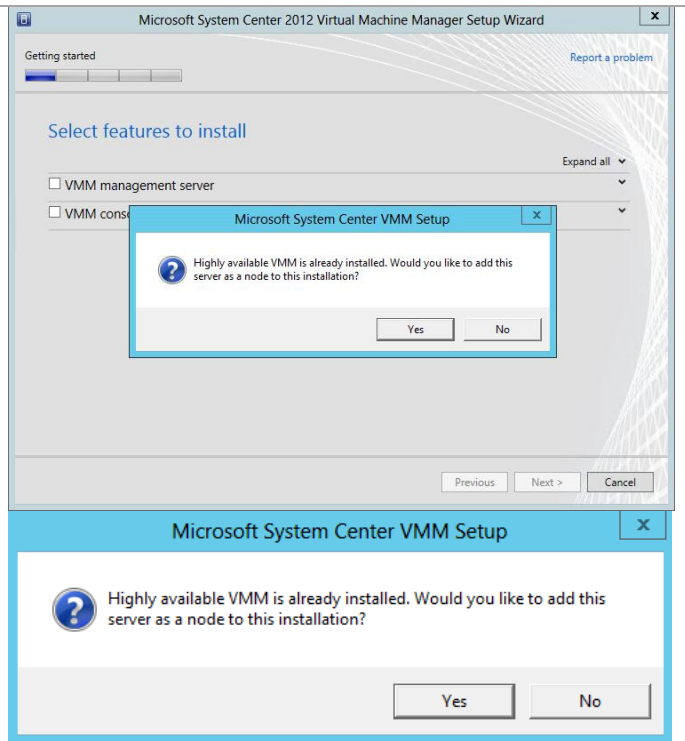 Microsoft System Center 2012 Virtual Machine Manager Setup Wizard
x
Getting started
Report a problem
Select features to install
Expand all
VMM management server
VMM conso
Microsoft System Center VMM Setup
x
Highly available VMM is already installed. Would you like to add this
server as a node to this installation?
Yes
No
Previous
Next >
Cancel
Microsoft System Center VMM Setup
x
Highly available VMM is already installed. Would you like to add this
server as a node to this installation?
Yes
No